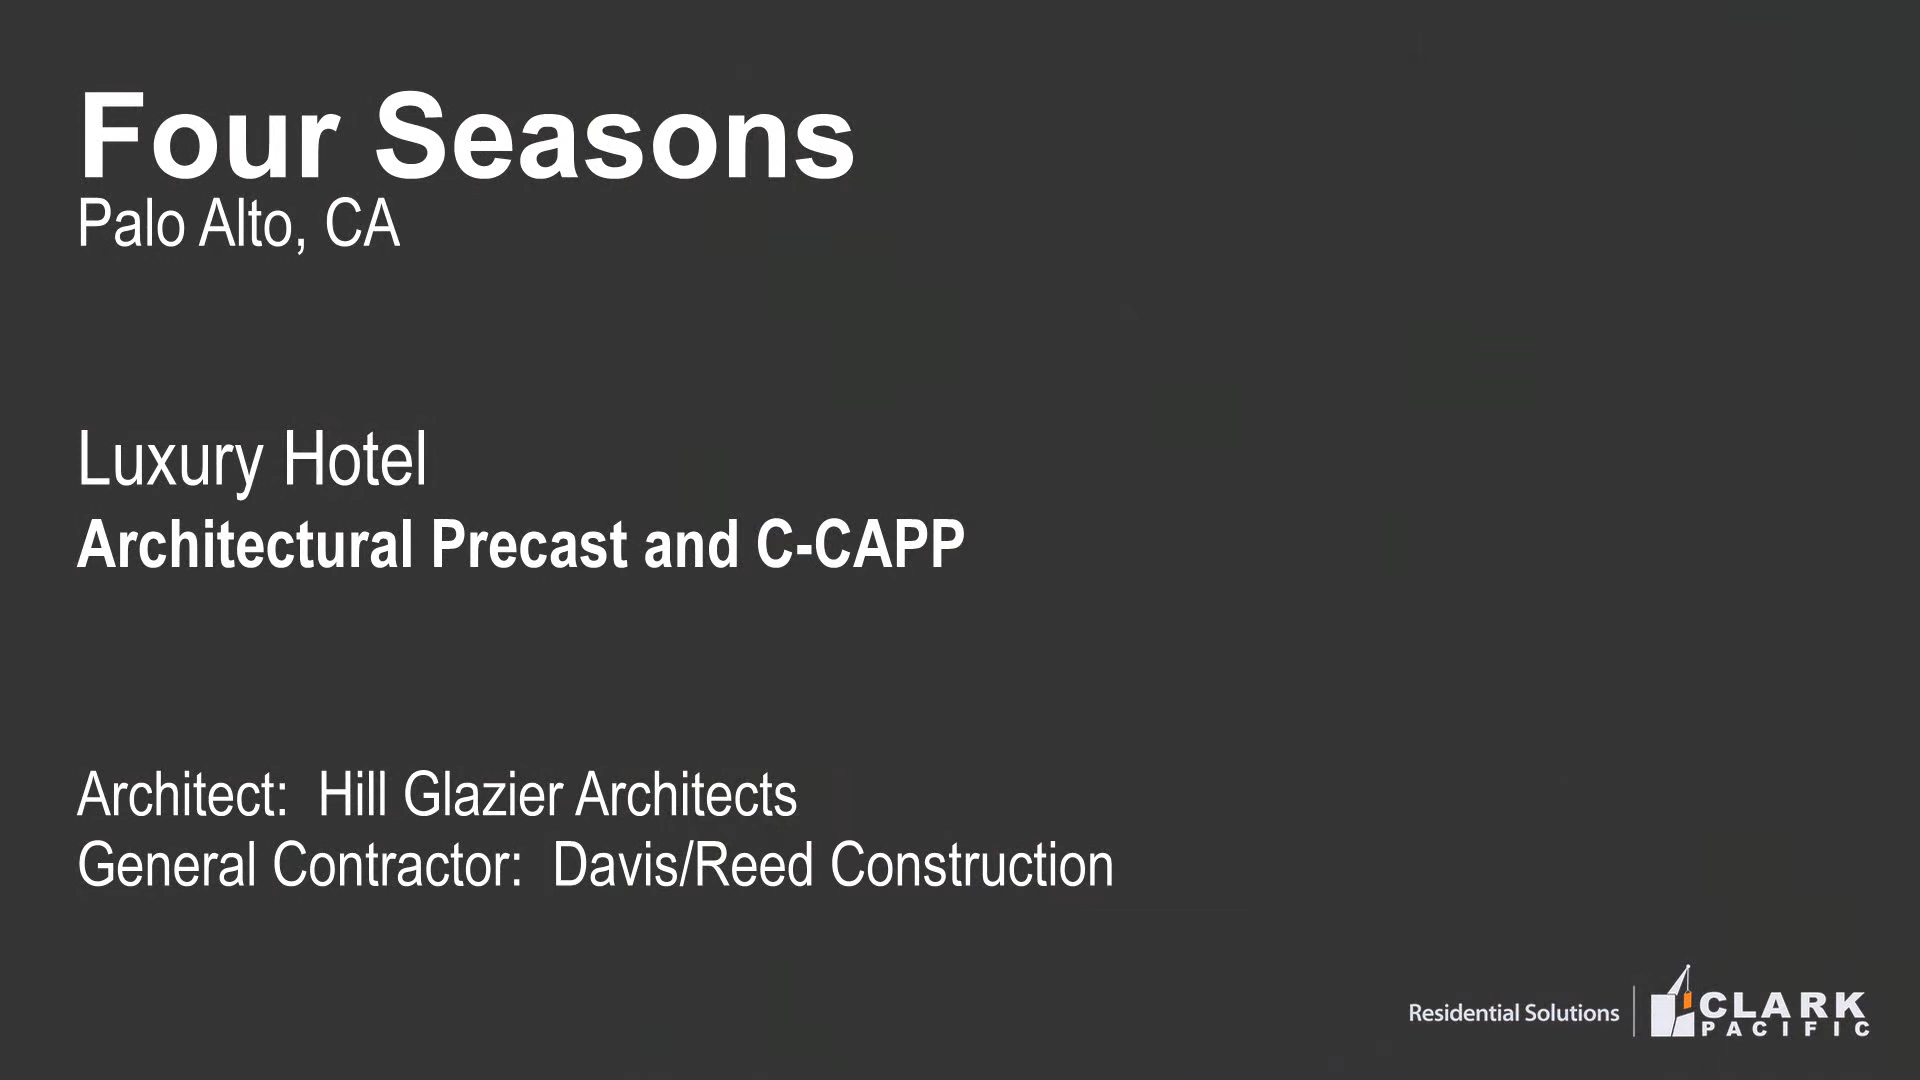 Four Seasons
Palo Alto, CA
Luxury Hotel
Architectural Precast and C-CAPP
Architect:  Hill Glazier Architects
General Contractor:  Davis/Reed Construction
Residential Solutions
CLARK
PACIFIC